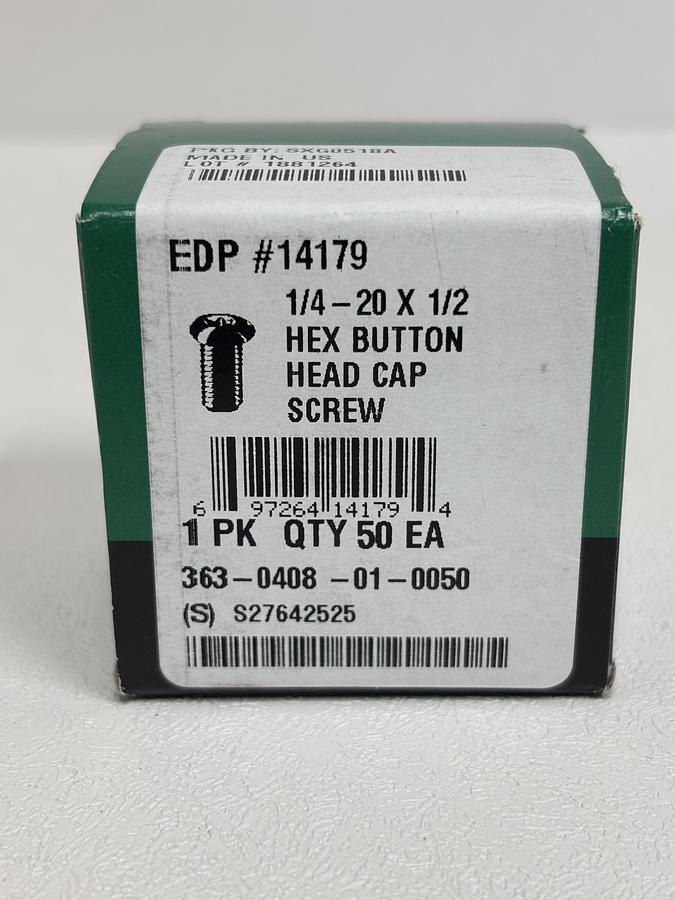 PKG BY: SXG0518A
MADE IN US
LOT # 1881264
EDP #14179
1/4-20 X 1/2
HEX BUTTON
HEAD CAP
SCREW
6 97264 14179 4
1 PK QTY 50 EA
363-0408-01-0050
(S) S27642525